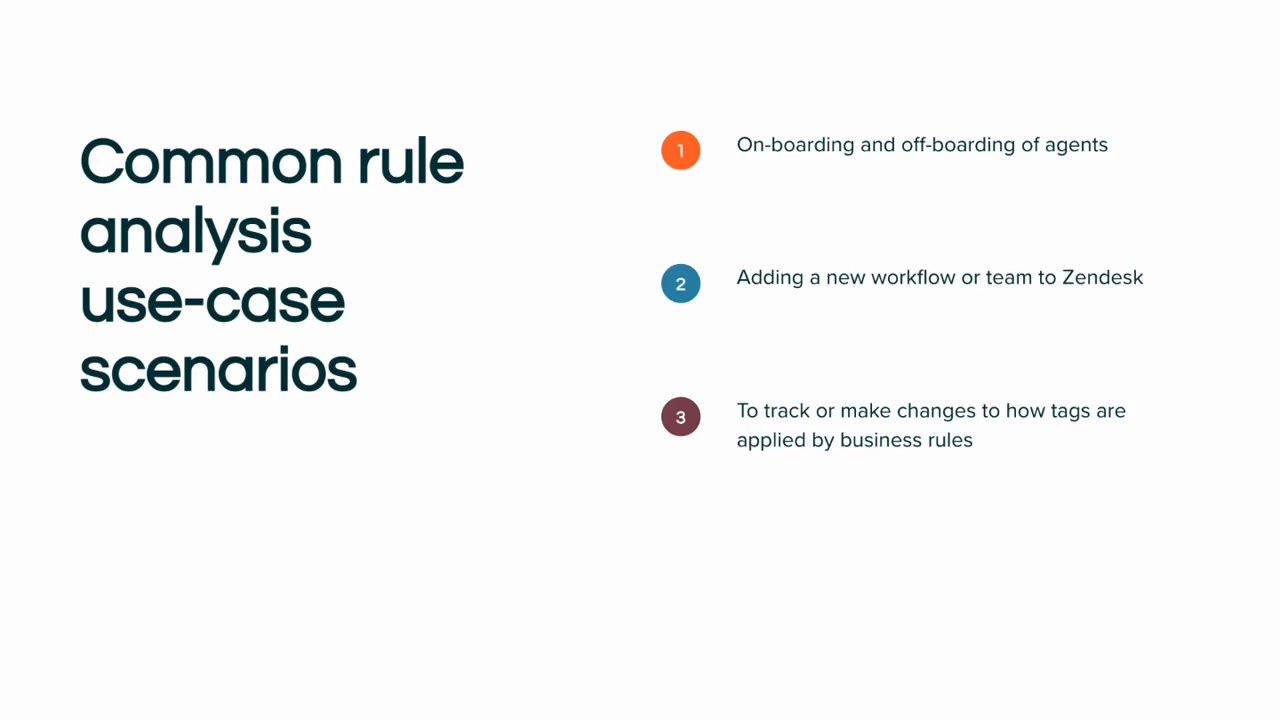 Common rule
analysis
use-case
scenarios
1
On-boarding and off-boarding of agents
2
Adding a new workflow or team to Zendesk
3
To track or make changes to how tags are
applied by business rules